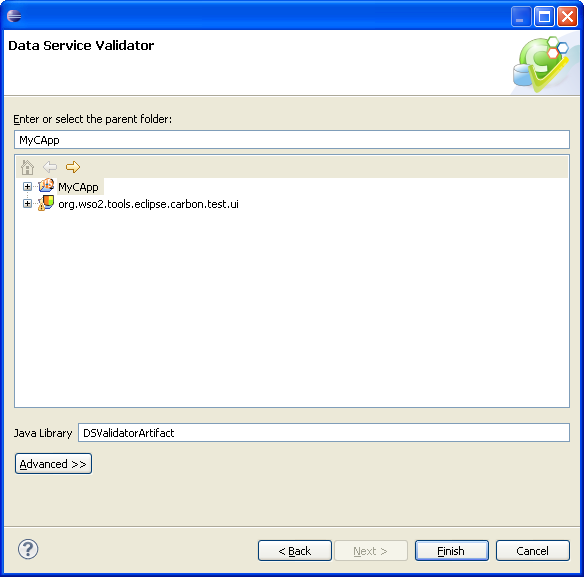 Data Service Validator
Enter or select the parent folder:
MyCApp
MyCApp
org.wso2.tools.eclipse.carbon.test.ui
Java Library DSValidatorArtifact
Advanced >>
? < Back Next > Finish Cancel